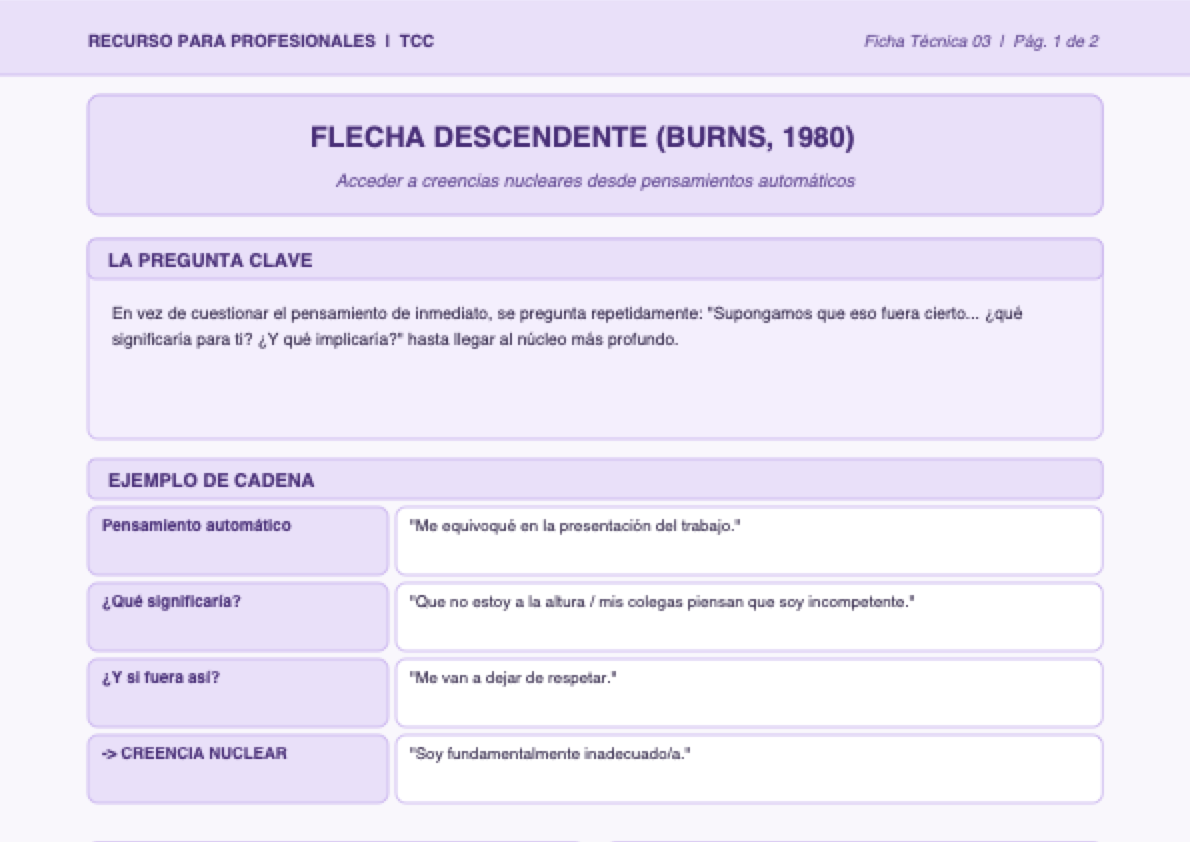 RECURSO PARA PROFESIONALES | TCC
Ficha Técnica 03 | Pág. 1 de 2
FLECHA DESCENDENTE (BURNS, 1980)
Acceder a creencias nucleares desde pensamientos automáticos
LA PREGUNTA CLAVE
En vez de cuestionar el pensamiento de inmediato, se pregunta repetidamente: "Supongamos que eso fuera cierto... ¿qué
significaría para ti? ¿Y qué implicaría?" hasta llegar al núcleo más profundo.
EJEMPLO DE CADENA
Pensamiento automático
"Me equivoqué en la presentación del trabajo."
¿Qué significaría?
"Que no estoy a la altura / mis colegas piensan que soy incompetente."
¿Y si fuera así?
"Me van a dejar de respetar."
-> CREENCIA NUCLEAR
"Soy fundamentalmente inadecuado/a."